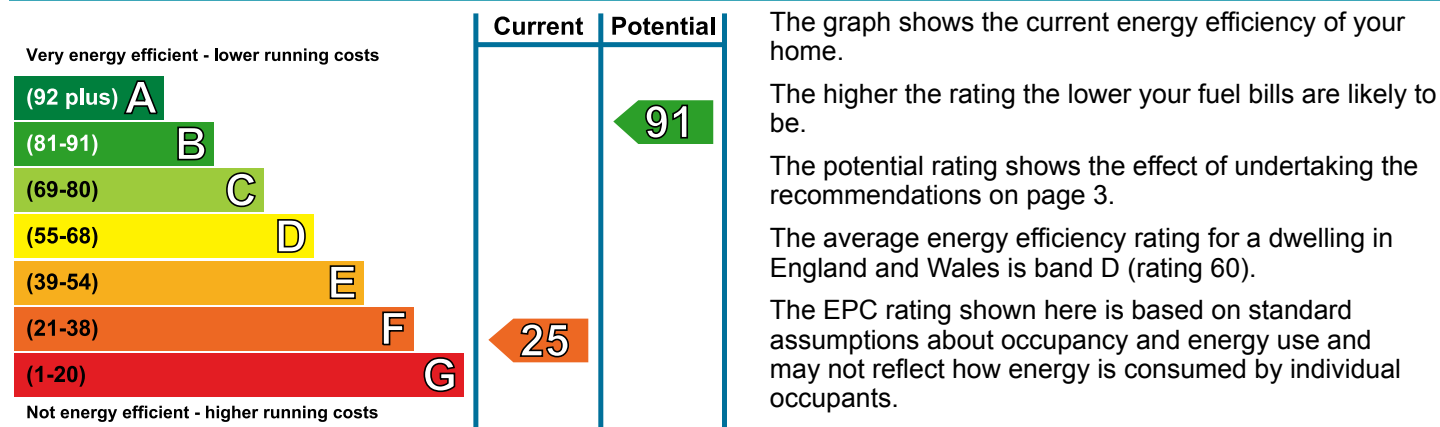 Current Potential
Very energy efficient - lower running costs
(92 plus) A
(81-91) B
(69-80) C
(55-68) D
(39-54) E
(21-38) F
(1-20) G
Not energy efficient - higher running costs
91
25
The graph shows the current energy efficiency of your
home.
The higher the rating the lower your fuel bills are likely to
be.
The potential rating shows the effect of undertaking the
recommendations on page 3.
The average energy efficiency rating for a dwelling in
England and Wales is band D (rating 60).
The EPC rating shown here is based on standard
assumptions about occupancy and energy use and
may not reflect how energy is consumed by individual
occupants.